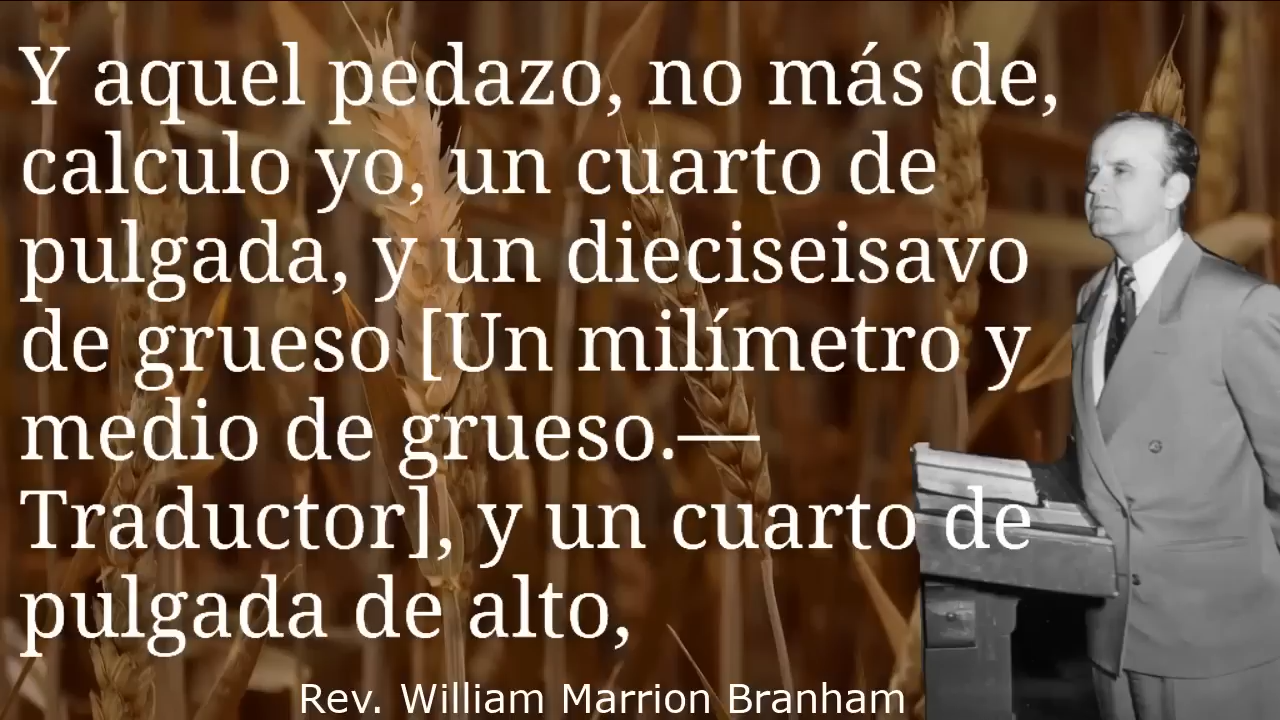 Y aquel pedazo, no más de,
calculo yo, un cuarto de
pulgada, y un dieciseisavo
de grueso [Un milímetro y
medio de grueso.—
Traductor], y un cuarto de
pulgada de alto,
Rev. William Marrion Branham